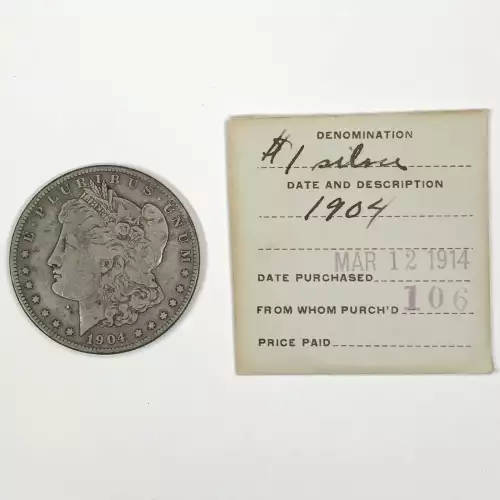 E·PLURIBUS·UNUM
1904
DENOMINATION
$1 silver
DATE AND DESCRIPTION
1904
MAR 12 1914
DATE PURCHASED
106
FROM WHOM PURCH'D
PRICE PAID